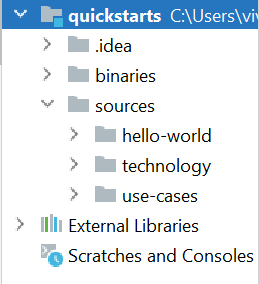 quickstarts C:\Users\viv
.idea
binaries
sources
hello-world
technology
use-cases
External Libraries
Scratches and Consoles